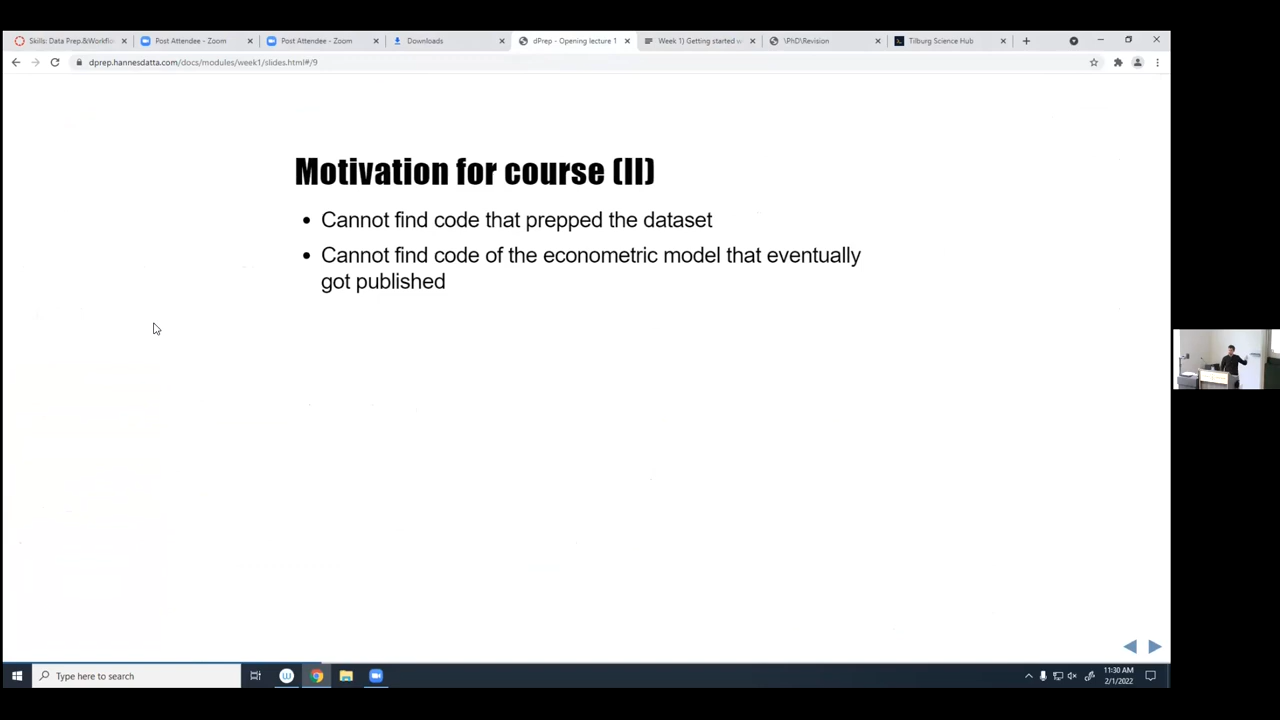 Skills: Data Prep.&Workflo
Post Attendee - Zoom
Post Attendee - Zoom
Downloads
dPrep - Opening lecture 1
Week 1) Getting started w
\PhD\Revision
Tilburg Science Hub
dprep.hannesdatta.com/docs/modules/week1/slides.html#/9
Motivation for course (II)
• Cannot find code that prepped the dataset
• Cannot find code of the econometric model that eventually
got published
Type here to search
11:30 AM
2/1/2022